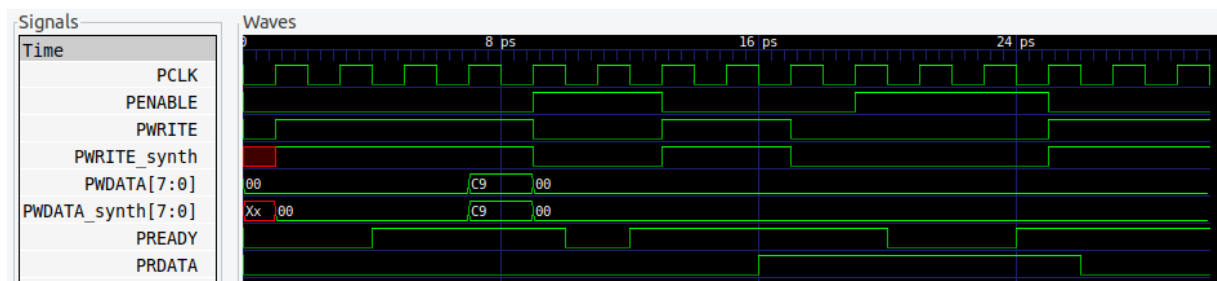 Signals Waves
Time 0 8 ps 16 ps 24 ps
PCLK
PENABLE
PWRITE
PWRITE_synth
PWDATA[7:0] 00 C9 00
PWDATA_synth[7:0] Xx 00 C9 00
PREADY
PRDATA